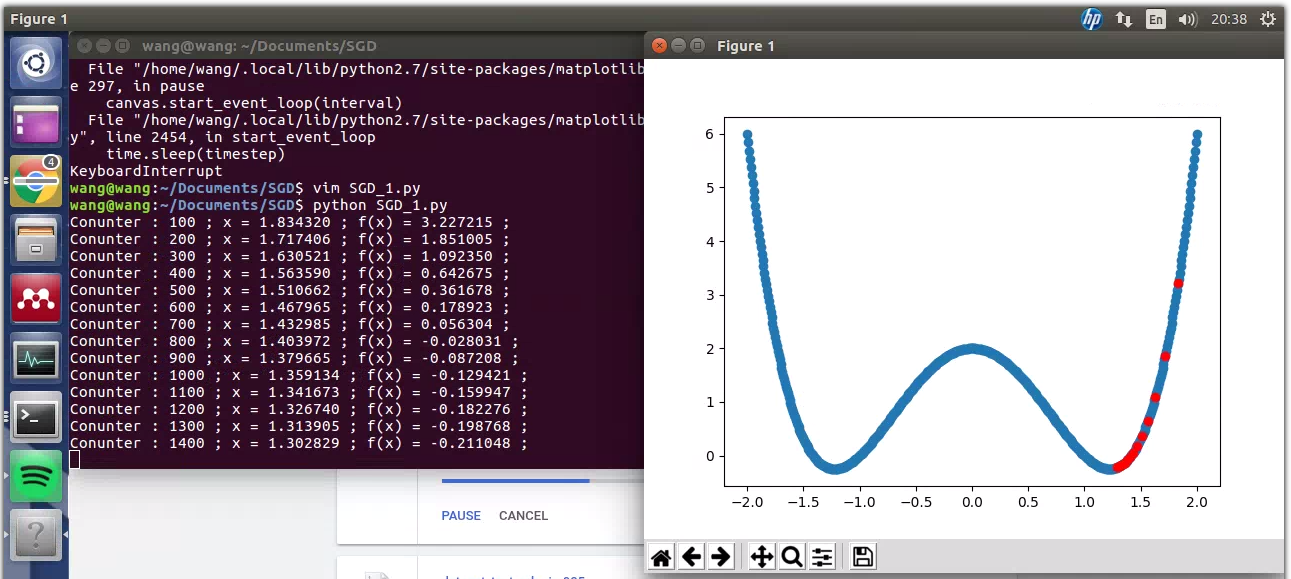 Figure 1
En
20:38
wang@wang: ~/Documents/SGD
File "/home/wang/.local/lib/python2.7/site-packages/matplotlib
e 297, in pause
canvas.start_event_loop(interval)
File "/home/wang/.local/lib/python2.7/site-packages/matplotlib
y", line 2454, in start_event_loop
time.sleep(timestep)
KeyboardInterrupt
wang@wang:~/Documents/SGD$ vim SGD_1.py
wang@wang:~/Documents/SGD$ python SGD_1.py
Conunter : 100 ; x = 1.834320 ; f(x) = 3.227215 ;
Conunter : 200 ; x = 1.717406 ; f(x) = 1.851005 ;
Conunter : 300 ; x = 1.630521 ; f(x) = 1.092350 ;
Conunter : 400 ; x = 1.563590 ; f(x) = 0.642675 ;
Conunter : 500 ; x = 1.510662 ; f(x) = 0.361678 ;
Conunter : 600 ; x = 1.467965 ; f(x) = 0.178923 ;
Conunter : 700 ; x = 1.432985 ; f(x) = 0.056304 ;
Conunter : 800 ; x = 1.403972 ; f(x) = -0.028031 ;
Conunter : 900 ; x = 1.379665 ; f(x) = -0.087208 ;
Conunter : 1000 ; x = 1.359134 ; f(x) = -0.129421 ;
Conunter : 1100 ; x = 1.341673 ; f(x) = -0.159947 ;
Conunter : 1200 ; x = 1.326740 ; f(x) = -0.182276 ;
Conunter : 1300 ; x = 1.313905 ; f(x) = -0.198768 ;
Conunter : 1400 ; x = 1.302829 ; f(x) = -0.211048 ;
4
PAUSE CANCEL
hp
Figure 1
6
5
4
3
2
1
0
−2.0 −1.5 −1.0 −0.5 0.0 0.5 1.0 1.5 2.0